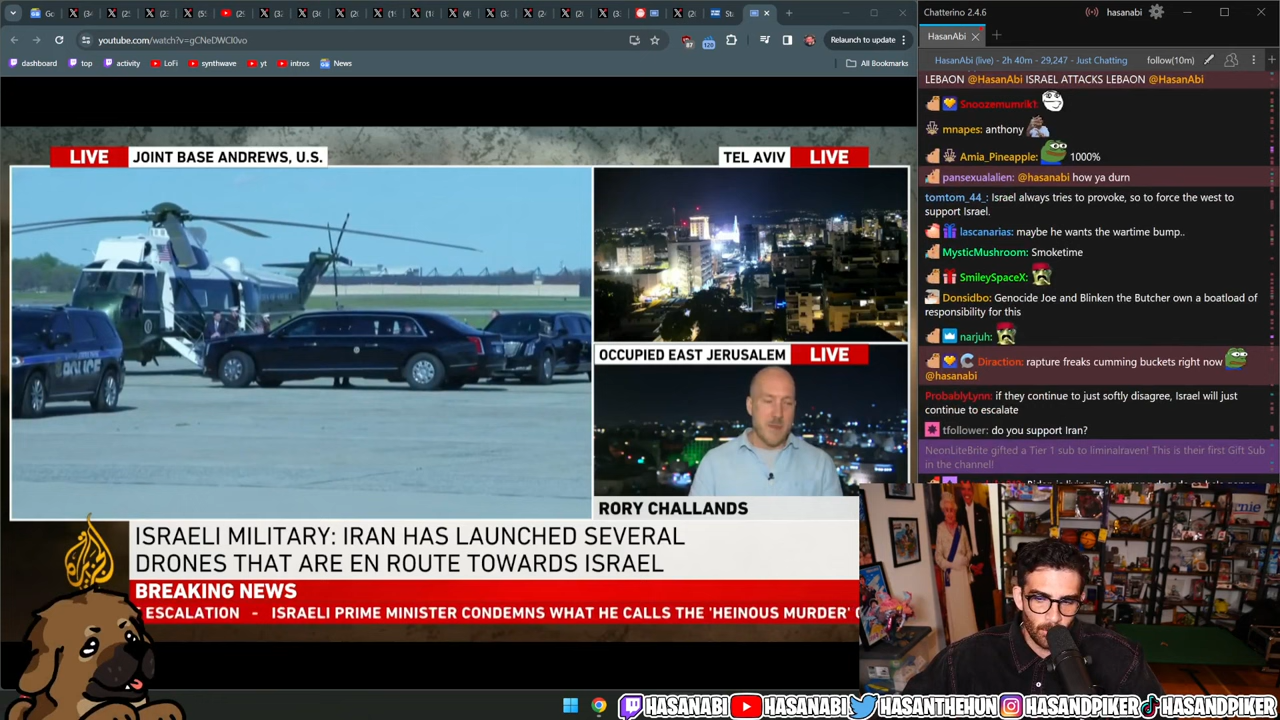 Relaunch to update
youtube.com/watch?v=gCNeDWCl0vo
87
120
dashboard
top
activity
LoFi
synthwave
yt
intros
News
All Bookmarks
LIVE
JOINT BASE ANDREWS, U.S.
TEL AVIV
LIVE
POLICE
OCCUPIED EAST JERUSALEM
LIVE
RORY CHALLANDS
ISRAELI MILITARY: IRAN HAS LAUNCHED SEVERAL
DRONES THAT ARE EN ROUTE TOWARDS ISRAEL
BREAKING NEWS
ESCALATION - ISRAELI PRIME MINISTER CONDEMNS WHAT HE CALLS THE 'HEINOUS MURDER'
Chatterino 2.4.6
hasanabi
HasanAbi
HasanAbi (live) - 2h 40m - 29,247 - Just Chatting
follow(10m)
LEBAON @HasanAbi ISRAEL ATTACKS LEBAON @HasanAbi
Snoozemumrik1:
mnapes: anthony
Amia_Pineapple: 1000%
pansexualalien: @hasanabi how ya durn
tomtom_44_: Israel always tries to provoke, so to force the west to
support Israel.
lascanarias: maybe he wants the wartime bump..
MysticMushroom: Smoketime
SmileySpaceX:
Donsidbo: Genocide Joe and Blinken the Butcher own a boatload of
responsibility for this
narjuh:
Diraction: rapture freaks cumming buckets right now
@hasanabi
ProbablyLynn: if they continue to just softly disagree, Israel will just
continue to escalate
tfollower: do you support Iran?
NeonLiteBrite gifted a Tier 1 sub to liminalraven! This is their first Gift Sub
in the channel!
HASANABI
HASANABI
HASANTHEHUN
HASANDPIKER
HASANDPIKER